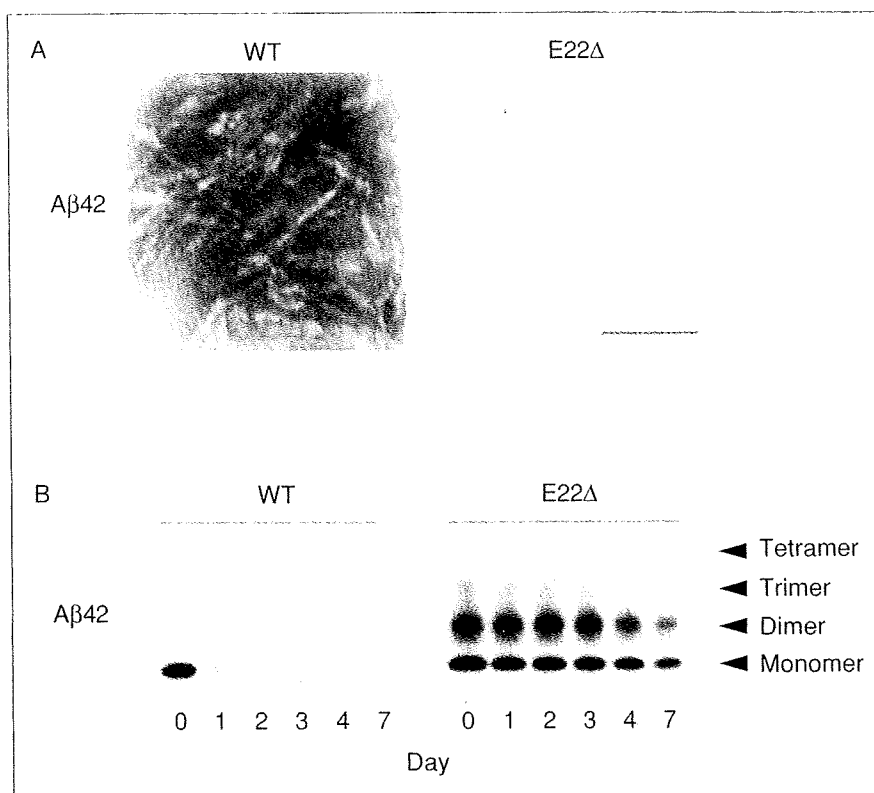 A WT E22Δ
Aβ42
B WT E22Δ
Tetramer
Trimer
Aβ42 Dimer
Monomer
0 1 2 3 4 7 0 1 2 3 4 7
Day